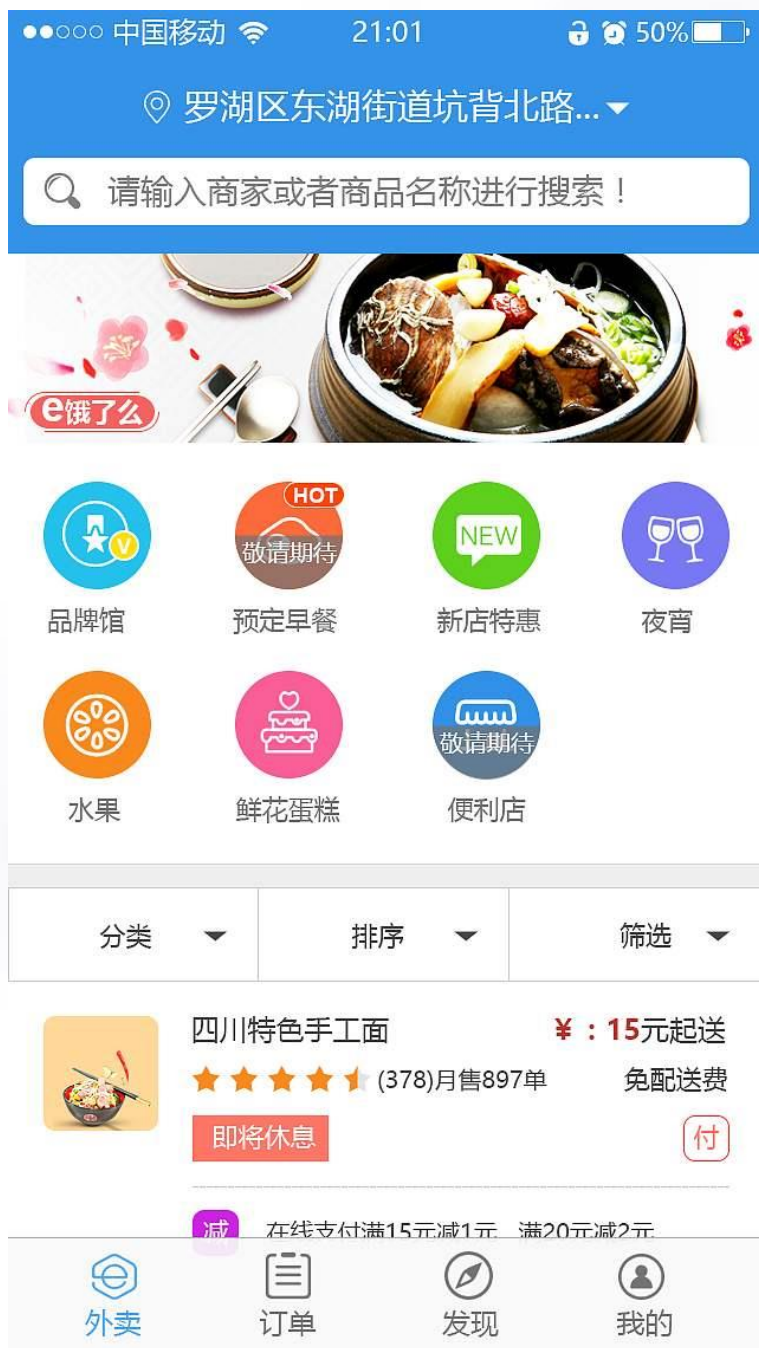 中国移动 21:01 50%
罗湖区东湖街道坑背北路...
请输入商家或者商品名称进行搜索！
e饿了么
HOT
敬请期待
NEW
V
品牌馆 预定早餐 新店特惠 夜宵
敬请期待
水果 鲜花蛋糕 便利店
分类 排序 筛选
四川特色手工面 ¥：15元起送
(378)月售897单 免配送费
即将休息 付
减 在线支付满15元减1元 满20元减2元
外卖 订单 发现 我的